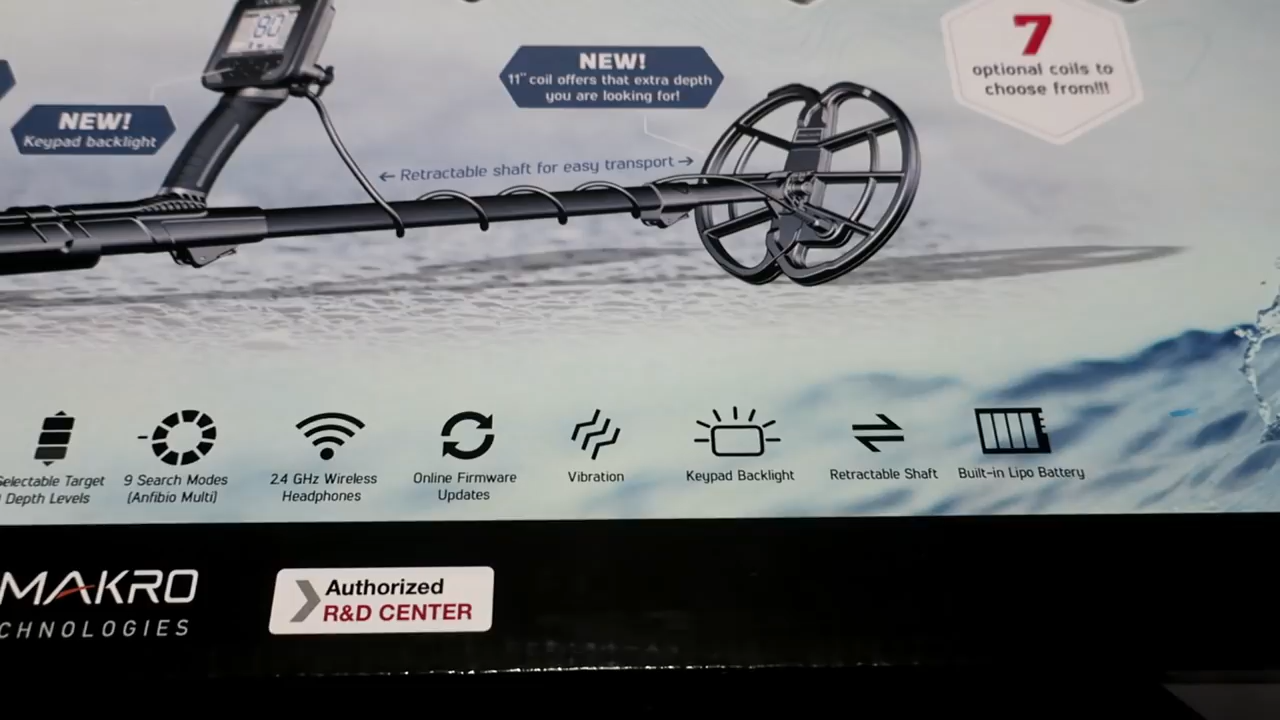 80
NEW!
11" coil offers that extra depth
you are looking for!
7
optional coils to
choose from!!!
NEW!
Keypad backlight
← Retractable shaft for easy transport →
Selectable Target
Depth Levels
9 Search Modes
(Anfibio Multi)
2.4 GHz Wireless
Headphones
Online Firmware
Updates
Vibration
Keypad Backlight
Retractable Shaft
Built-in Lipo Battery
MAKRO
CHNOLOGIES
Authorized
R&D CENTER